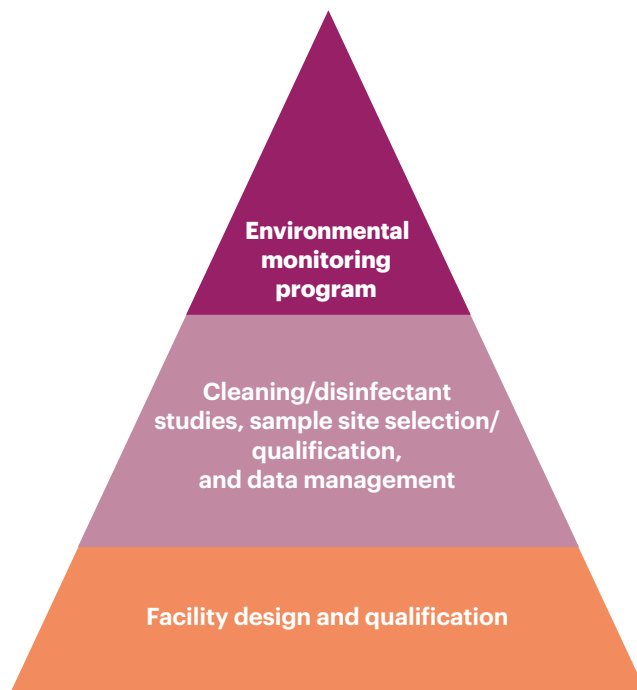 Environmental
monitoring
program
Cleaning/disinfectant
studies, sample site selection/
qualification,
and data management
Facility design and qualification